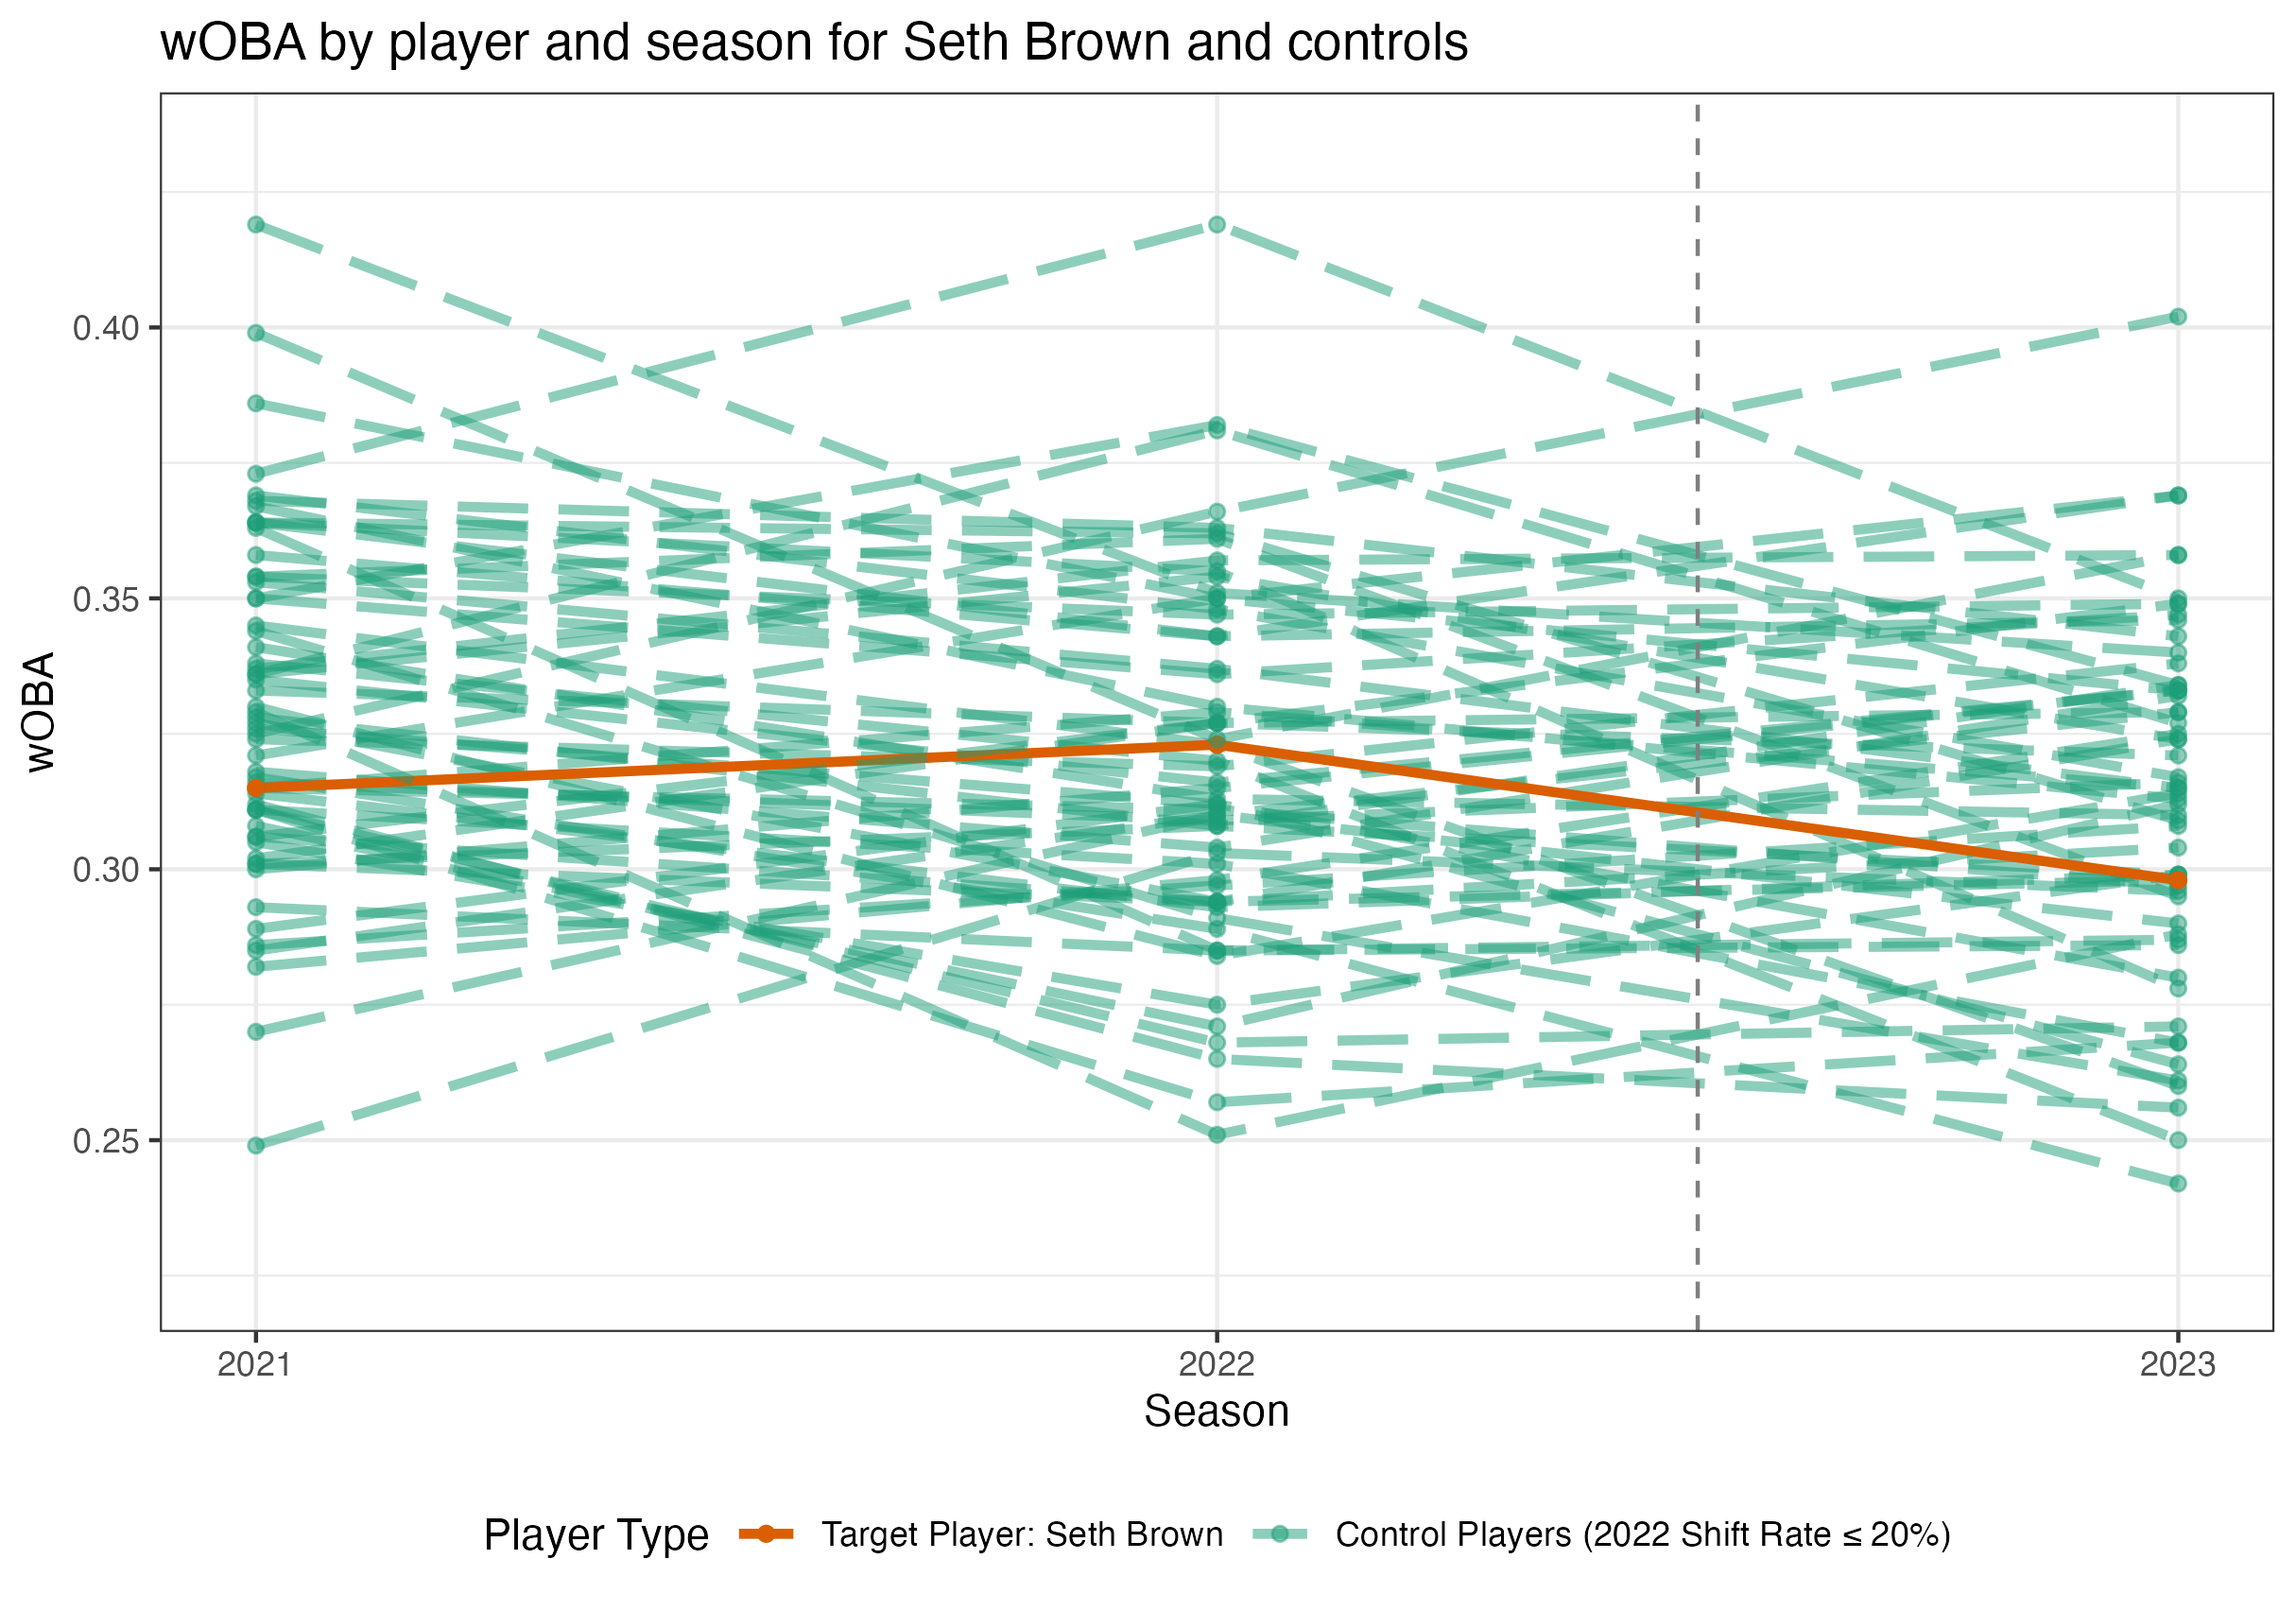 wOBA by player and season for Seth Brown and controls
wOBA
0.40
0.35
0.30
0.25
2021
2022
2023
Season
Player Type
Target Player: Seth Brown
Control Players (2022 Shift Rate ≤ 20%)